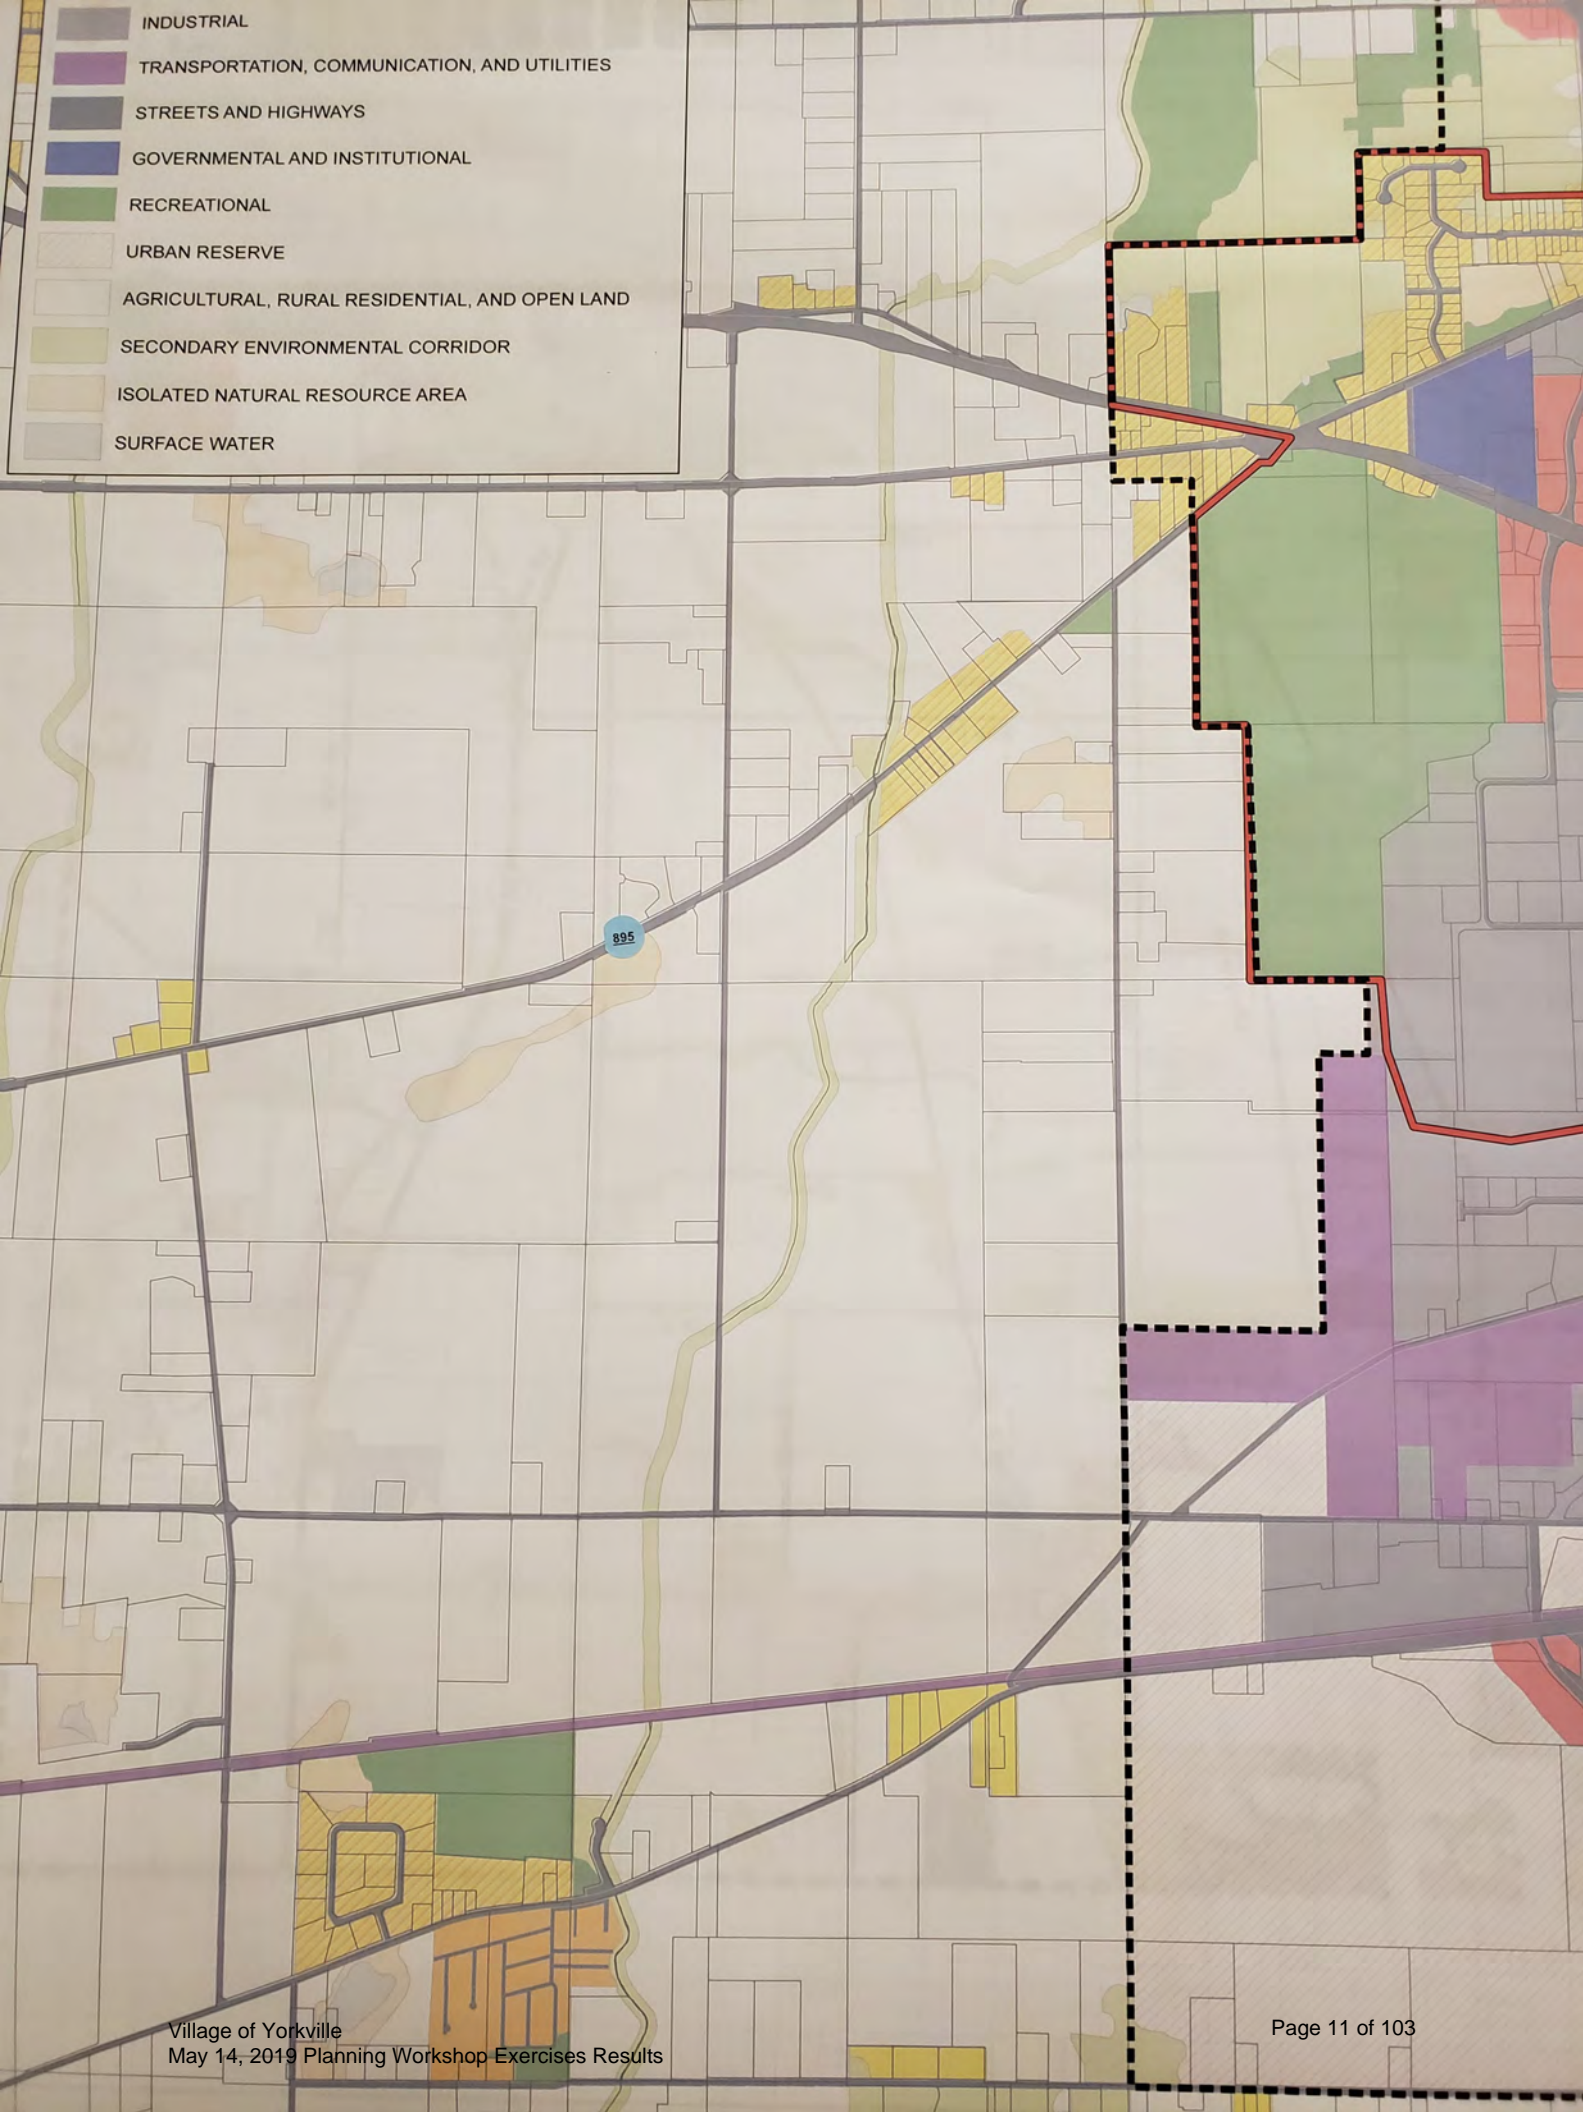 INDUSTRIAL
TRANSPORTATION, COMMUNICATION, AND UTILITIES
STREETS AND HIGHWAYS
GOVERNMENTAL AND INSTITUTIONAL
RECREATIONAL
URBAN RESERVE
AGRICULTURAL, RURAL RESIDENTIAL, AND OPEN LAND
SECONDARY ENVIRONMENTAL CORRIDOR
ISOLATED NATURAL RESOURCE AREA
SURFACE WATER
895
Village of Yorkville
May 14, 2019 Planning Workshop Exercises Results
Page 11 of 103